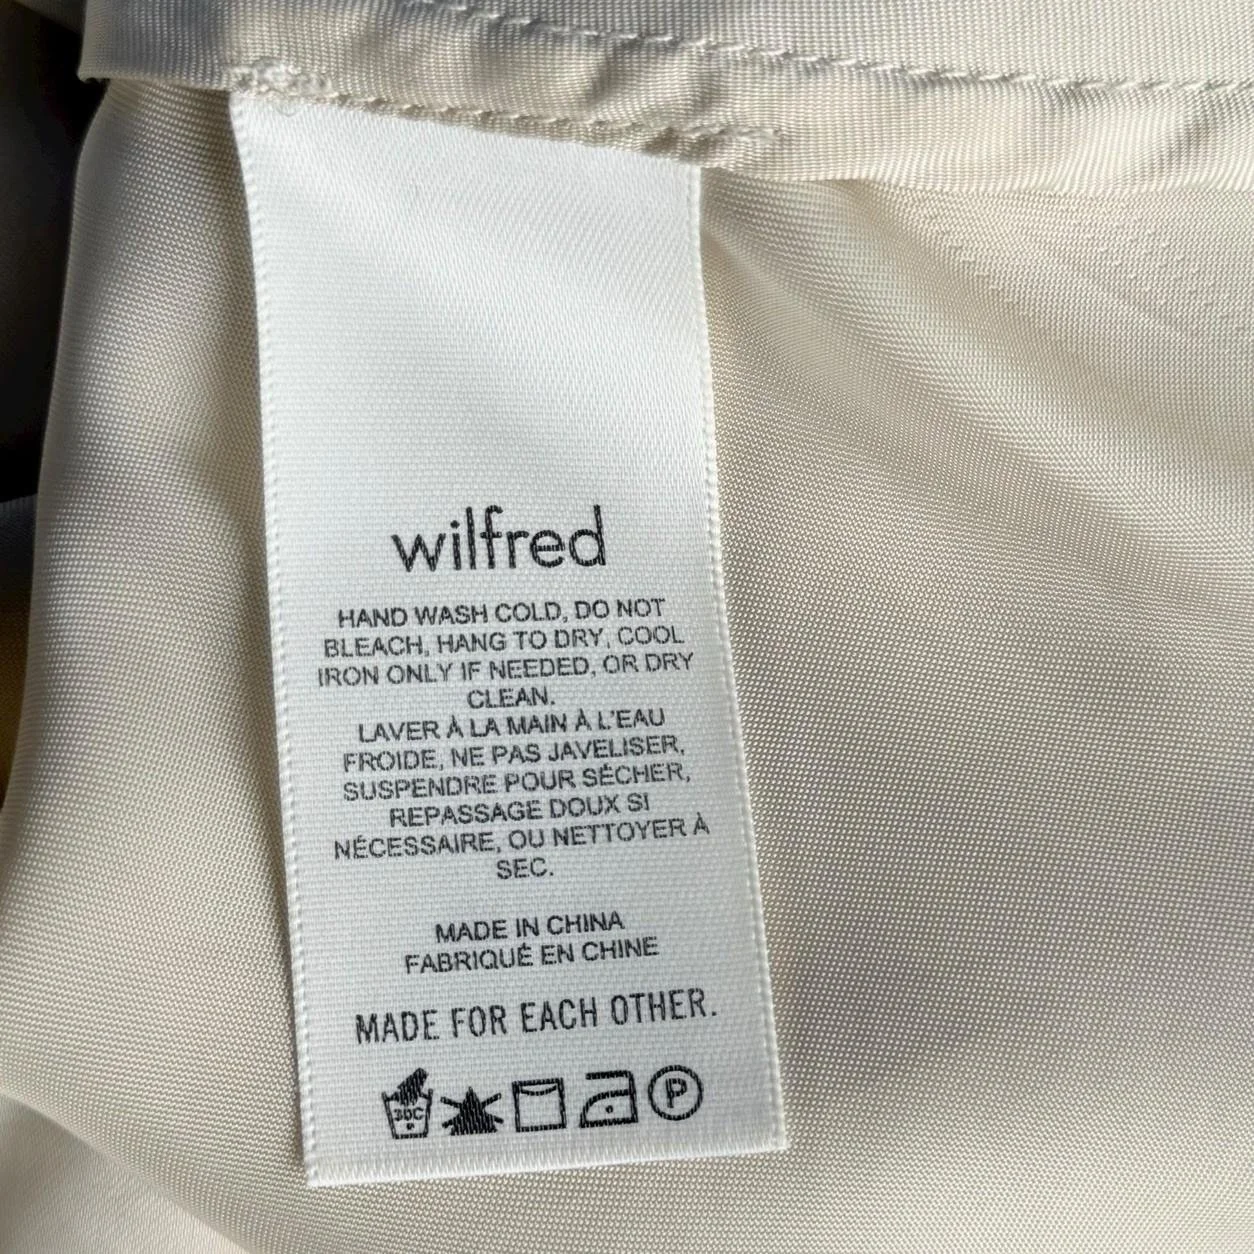 wilfred
HAND WASH COLD, DO NOT
BLEACH, HANG TO DRY, COOL
IRON ONLY IF NEEDED, OR DRY
CLEAN.
LAVER À LA MAIN À L'EAU
FROIDE, NE PAS JAVELISER,
SUSPENDRE POUR SÉCHER,
REPASSAGE DOUX SI
NÉCESSAIRE, OU NETTOYER À
SEC.
MADE IN CHINA
FABRIQUÉ EN CHINE
MADE FOR EACH OTHER.
30C P